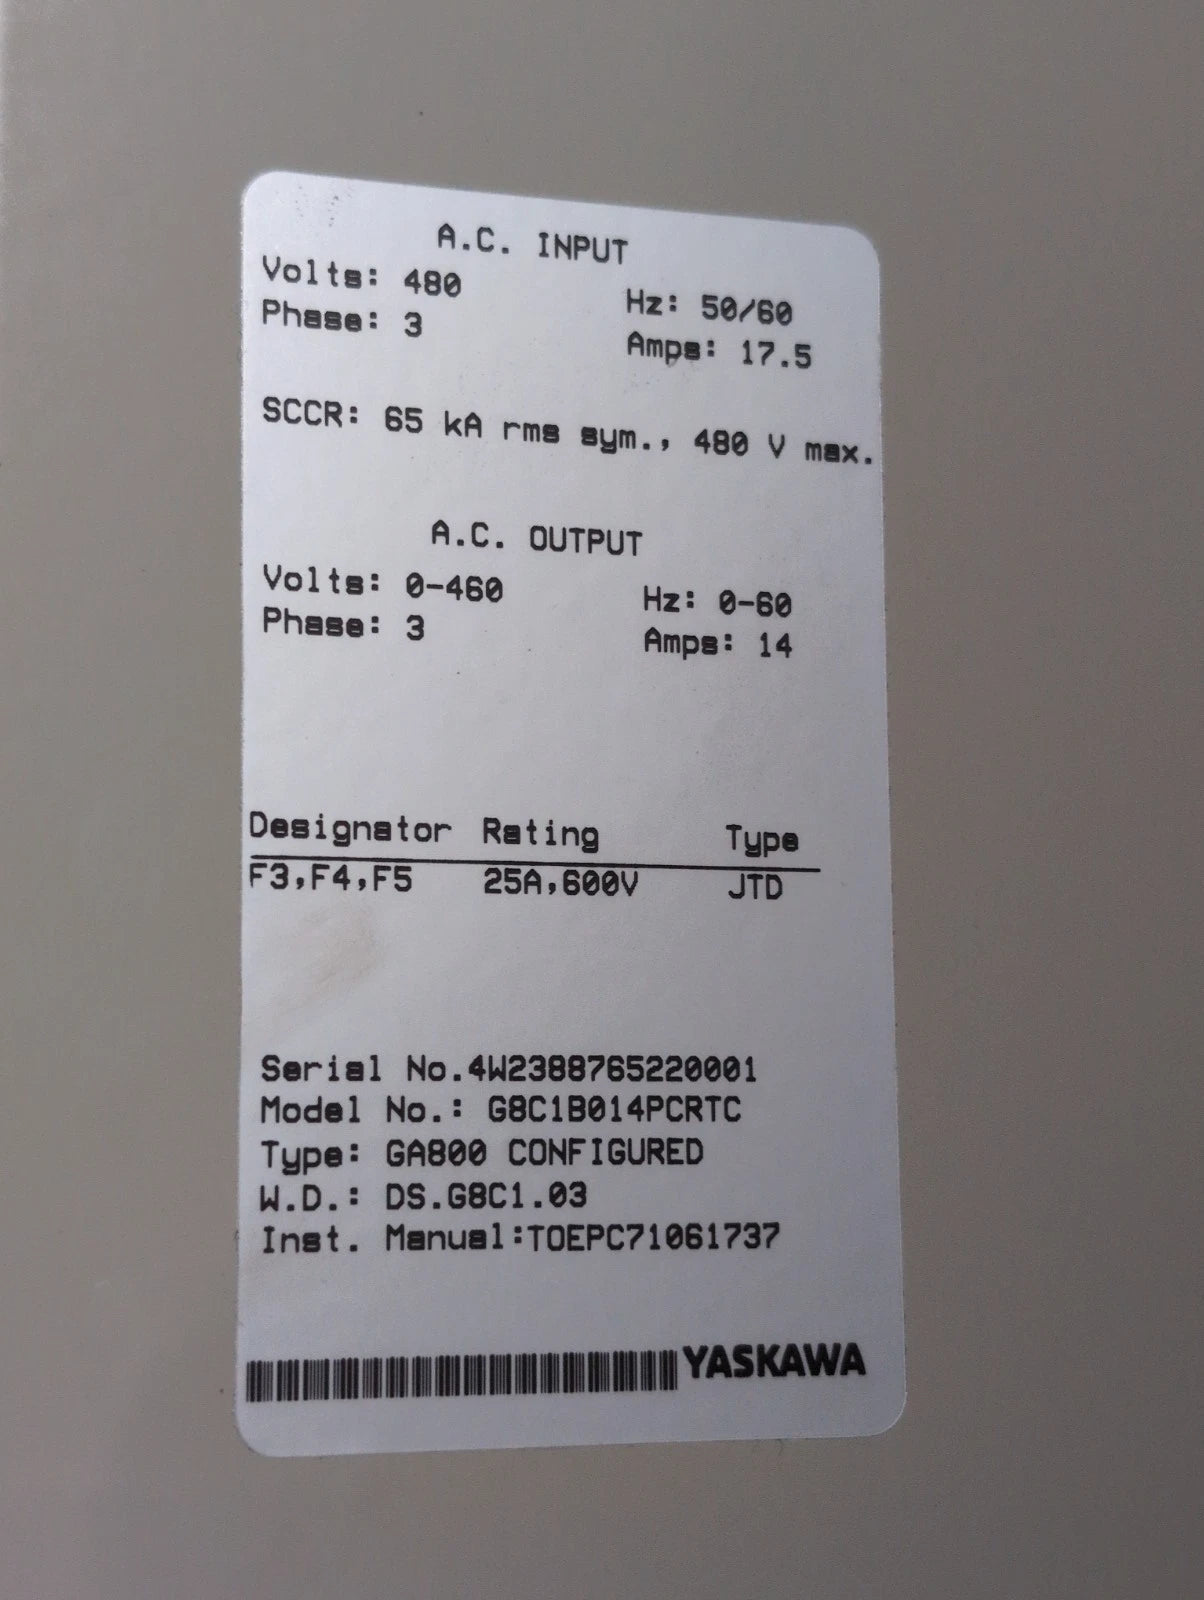 A.C. INPUT
Volts: 480 Hz: 50/60
Phase: 3 Amps: 17.5
SCCR: 65 kA rms sym., 480 V max.
A.C. OUTPUT
Volts: 0-460 Hz: 0-60
Phase: 3 Amps: 14
Designator Rating Type
F3,F4,F5 25A,600V JTD
Serial No.4W2388765220001
Model No.: G8C1B014PCRTC
Type: GA800 CONFIGURED
W.D.: DS.G8C1.03
Inst. Manual:TOEPC71061737
YASKAWA